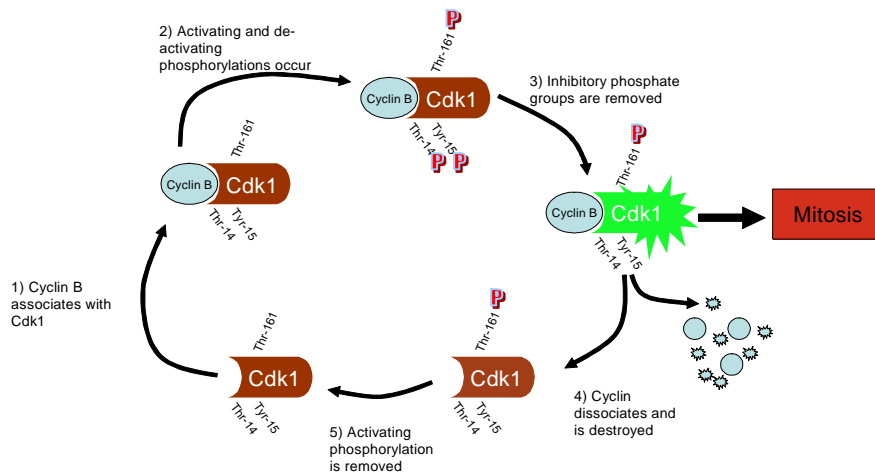 2) Activating and de-
activating
phosphorylations occur
P
Thr-161
Cyclin B
Cdk1
Thr-14
Tyr-15
P P
3) Inhibitory phosphate
groups are removed
P
Thr-161
Cyclin B
Cdk1
Thr-14
Tyr-15
Mitosis
Thr-161
Cyclin B
Cdk1
Thr-14
Tyr-15
1) Cyclin B
associates with
Cdk1
Thr-161
Cdk1
Thr-14
Tyr-15
P
Thr-161
Cdk1
Thr-14
Tyr-15
4) Cyclin
dissociates and is
destroyed
5) Activating
phosphorylation
is removed